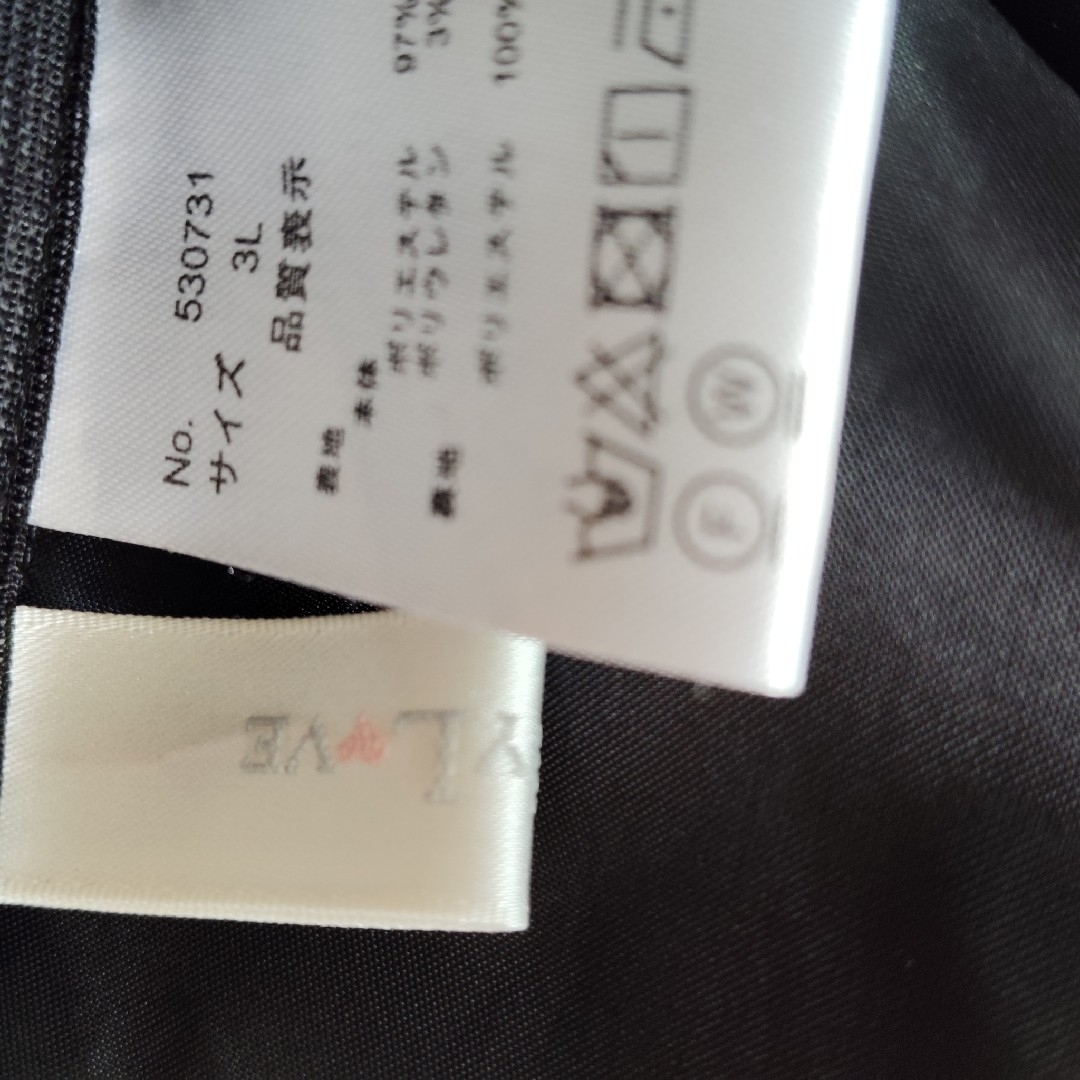 No. 530731
サイズ 3L
品質表示
表地
本体
ポリエステル 97%
ポリウレタン 3%
裏地
ポリエステル 100%
F W